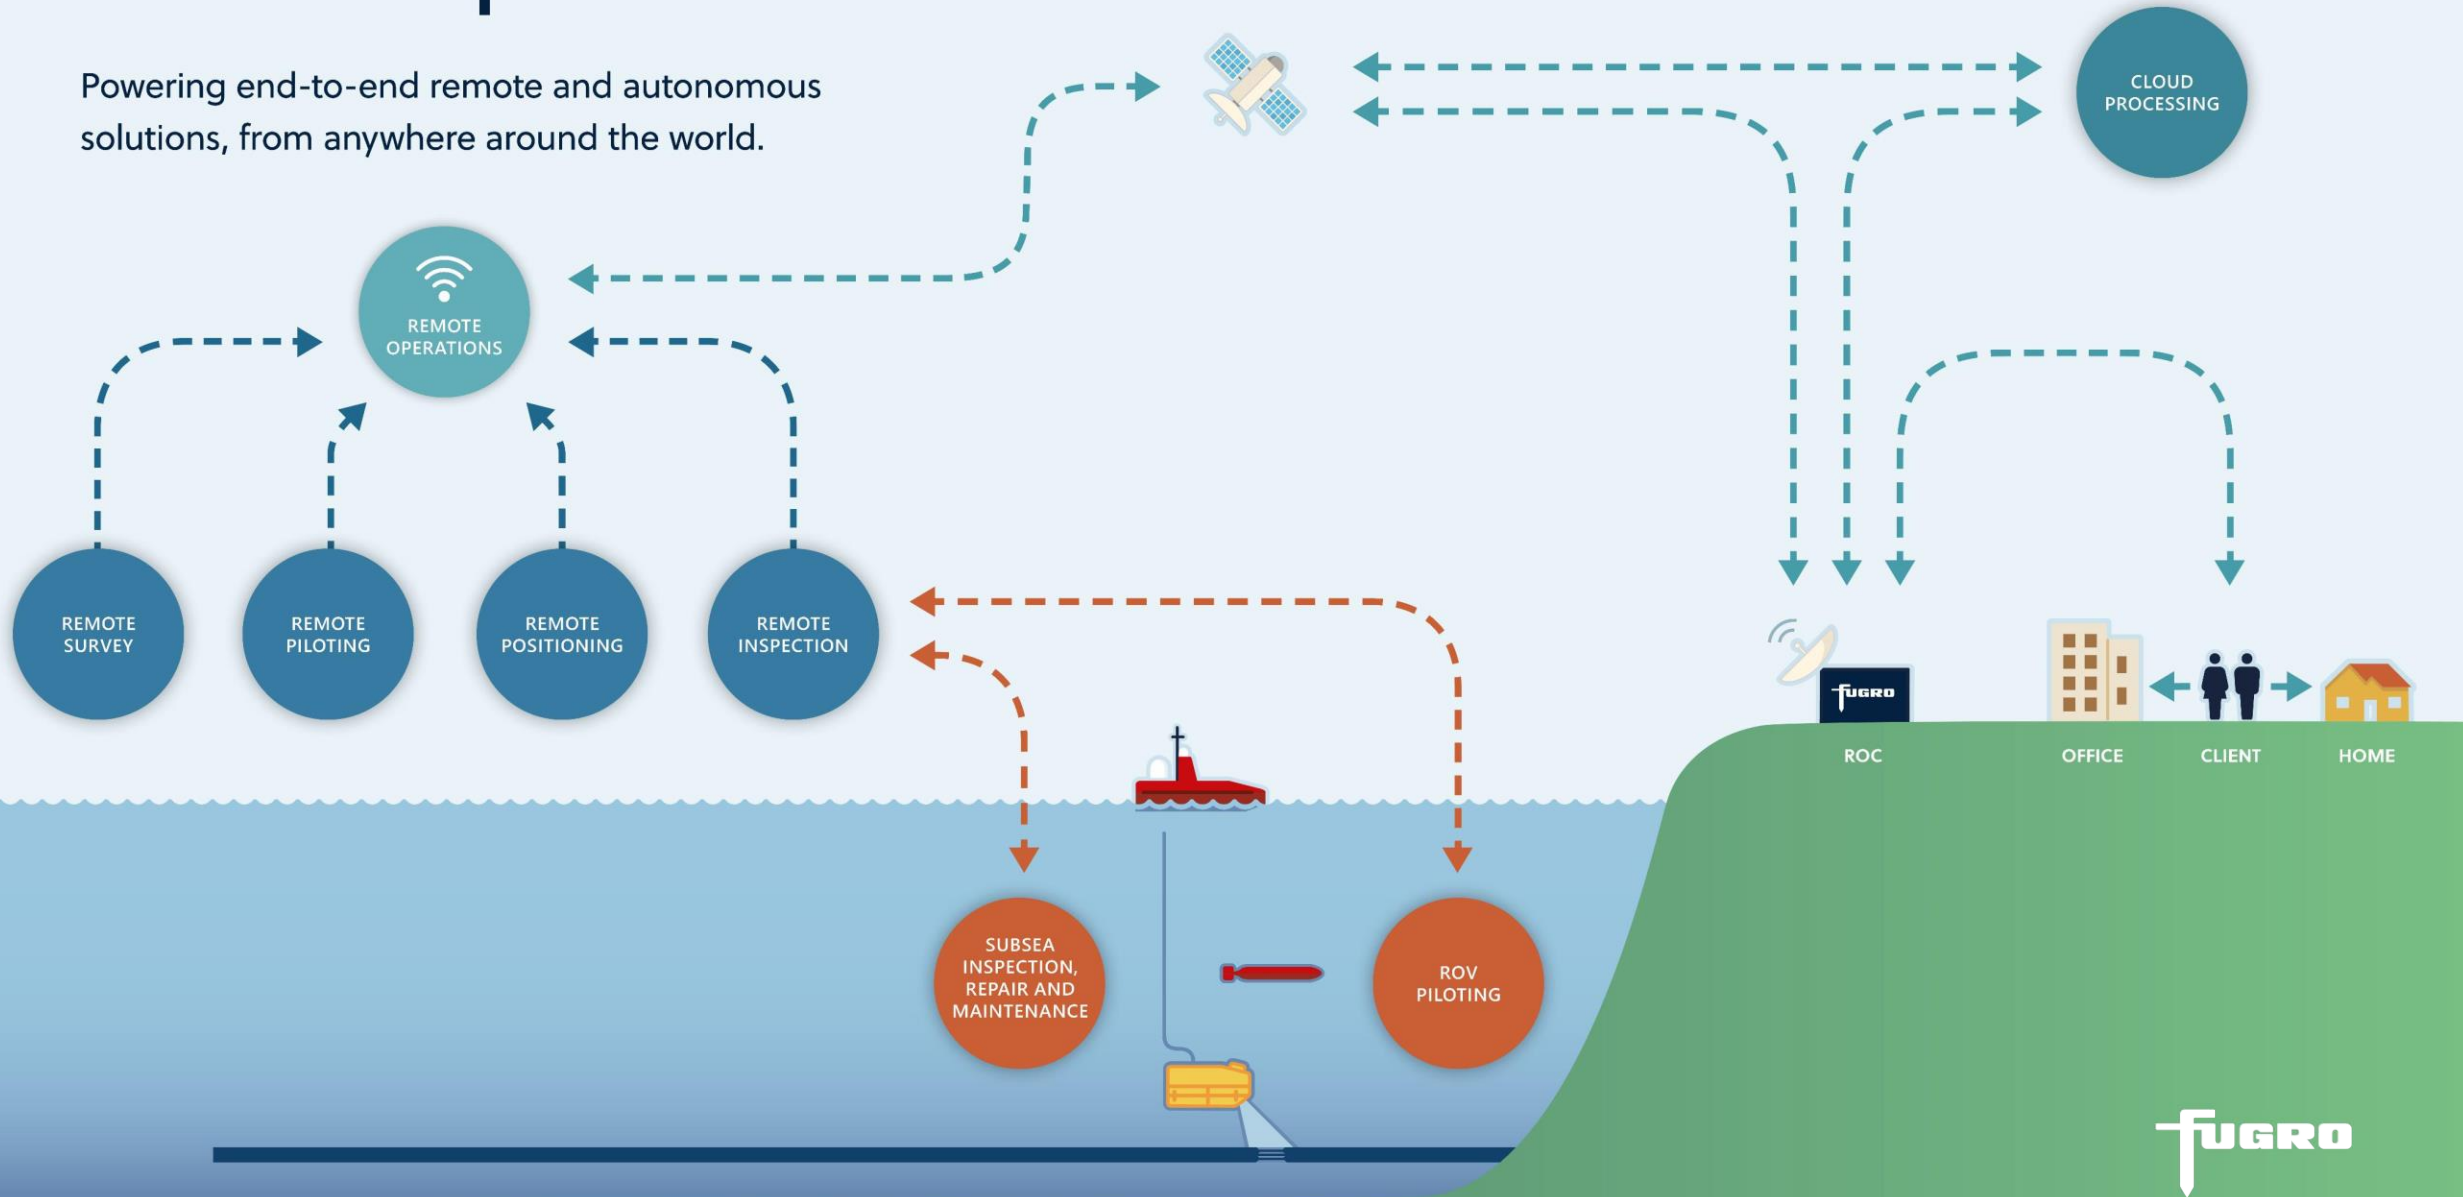 Powering end-to-end remote and autonomous
solutions, from anywhere around the world.
CLOUD
PROCESSING
REMOTE
OPERATIONS
REMOTE
SURVEY
REMOTE
PILOTING
REMOTE
POSITIONING
REMOTE
INSPECTION
FUGRO
ROC
OFFICE
CLIENT
HOME
SUBSEA
INSPECTION,
REPAIR AND
MAINTENANCE
ROV
PILOTING
FUGRO